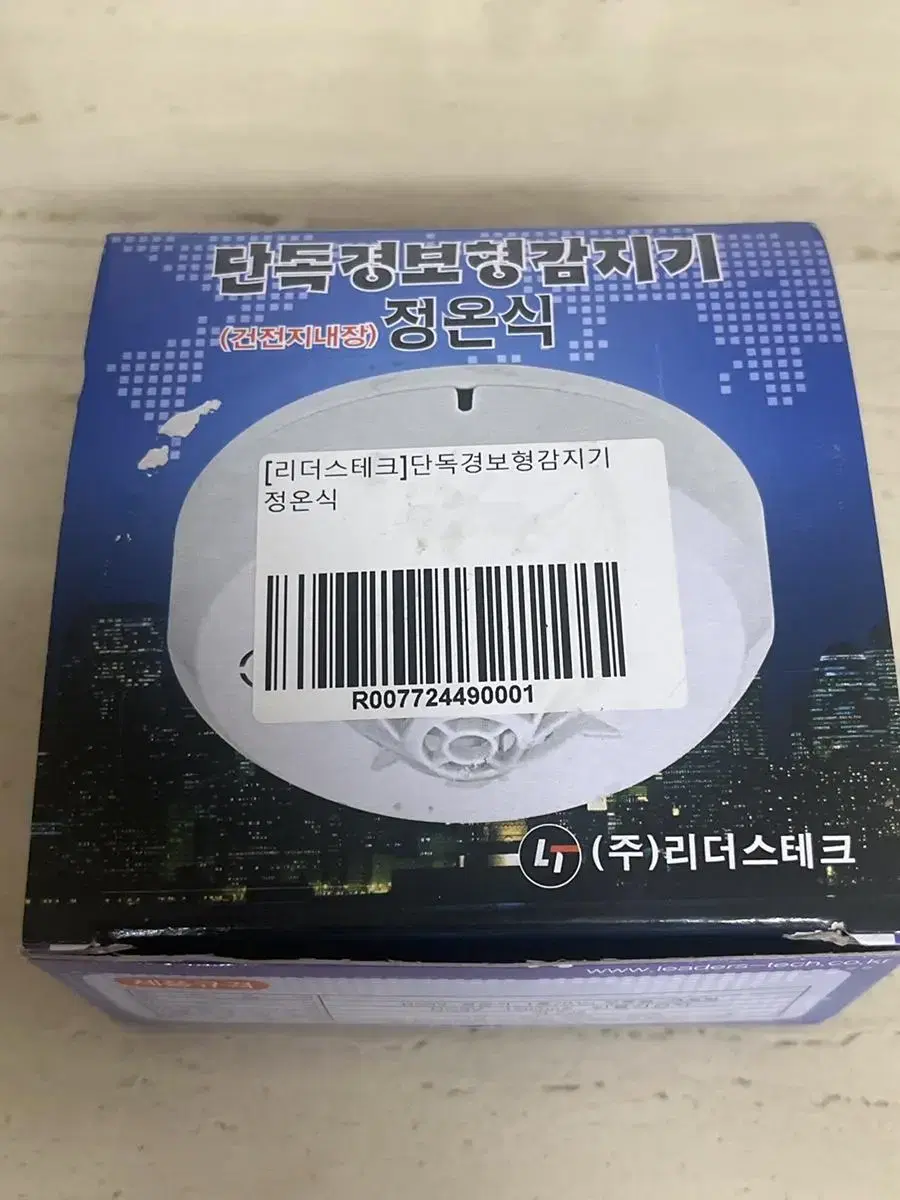 단독경보형감지기
(건전지내장) 정온식
[리더스테크]단독경보형감지기
정온식
R007724490001
LT (주)리더스테크
www.leaders-tech.co.kr